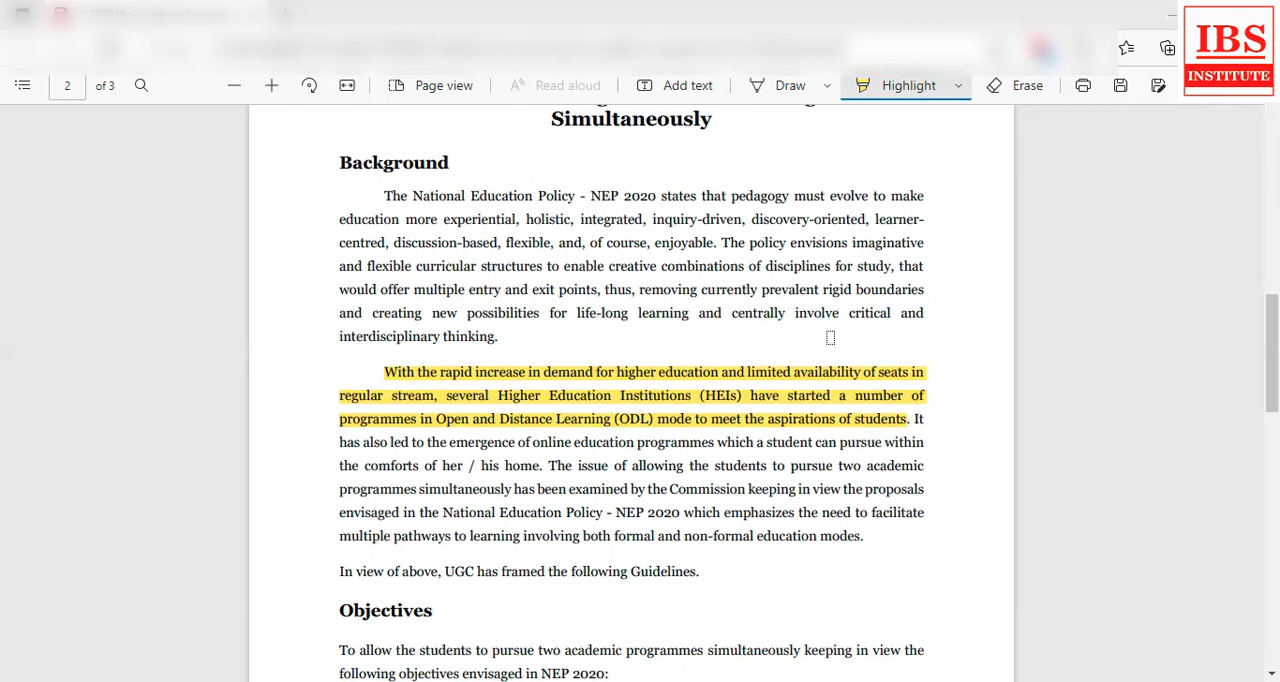 IBS
INSTITUTE
2 of 3 Page view Read aloud Add text Draw Highlight Erase
Simultaneously
Background
The National Education Policy - NEP 2020 states that pedagogy must evolve to make
education more experiential, holistic, integrated, inquiry-driven, discovery-oriented, learner-
centred, discussion-based, flexible, and, of course, enjoyable. The policy envisions imaginative
and flexible curricular structures to enable creative combinations of disciplines for study, that
would offer multiple entry and exit points, thus, removing currently prevalent rigid boundaries
and creating new possibilities for life-long learning and centrally involve critical and
interdisciplinary thinking.
With the rapid increase in demand for higher education and limited availability of seats in
regular stream, several Higher Education Institutions (HEIs) have started a number of
programmes in Open and Distance Learning (ODL) mode to meet the aspirations of students. It
has also led to the emergence of online education programmes which a student can pursue within
the comforts of her / his home. The issue of allowing the students to pursue two academic
programmes simultaneously has been examined by the Commission keeping in view the proposals
envisaged in the National Education Policy - NEP 2020 which emphasizes the need to facilitate
multiple pathways to learning involving both formal and non-formal education modes.
In view of above, UGC has framed the following Guidelines.
Objectives
To allow the students to pursue two academic programmes simultaneously keeping in view the
following objectives envisaged in NEP 2020: